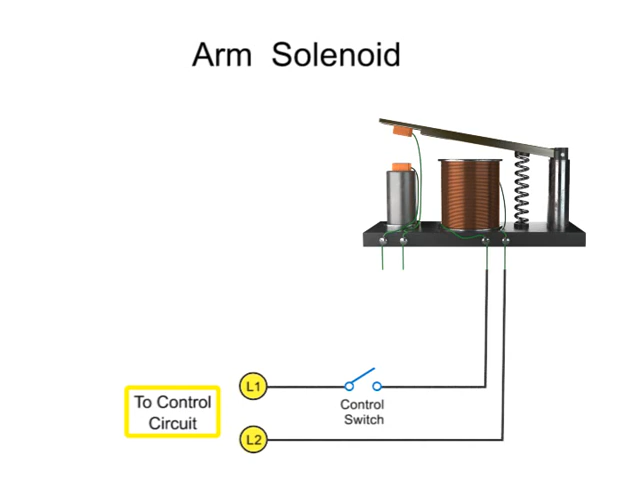 Arm Solenoid
L1
Control
Switch
To Control
Circuit
L2